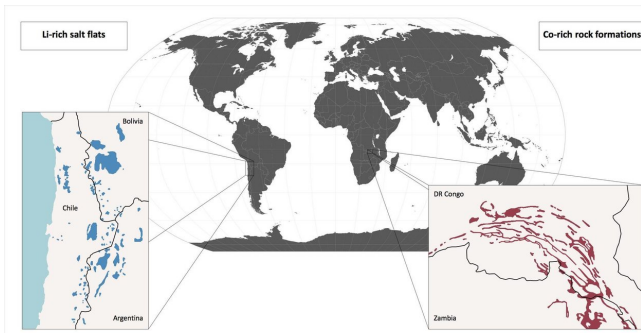 Li-rich salt flats
Co-rich rock formations
Bolivia
Chile
Argentina
DR Congo
Zambia